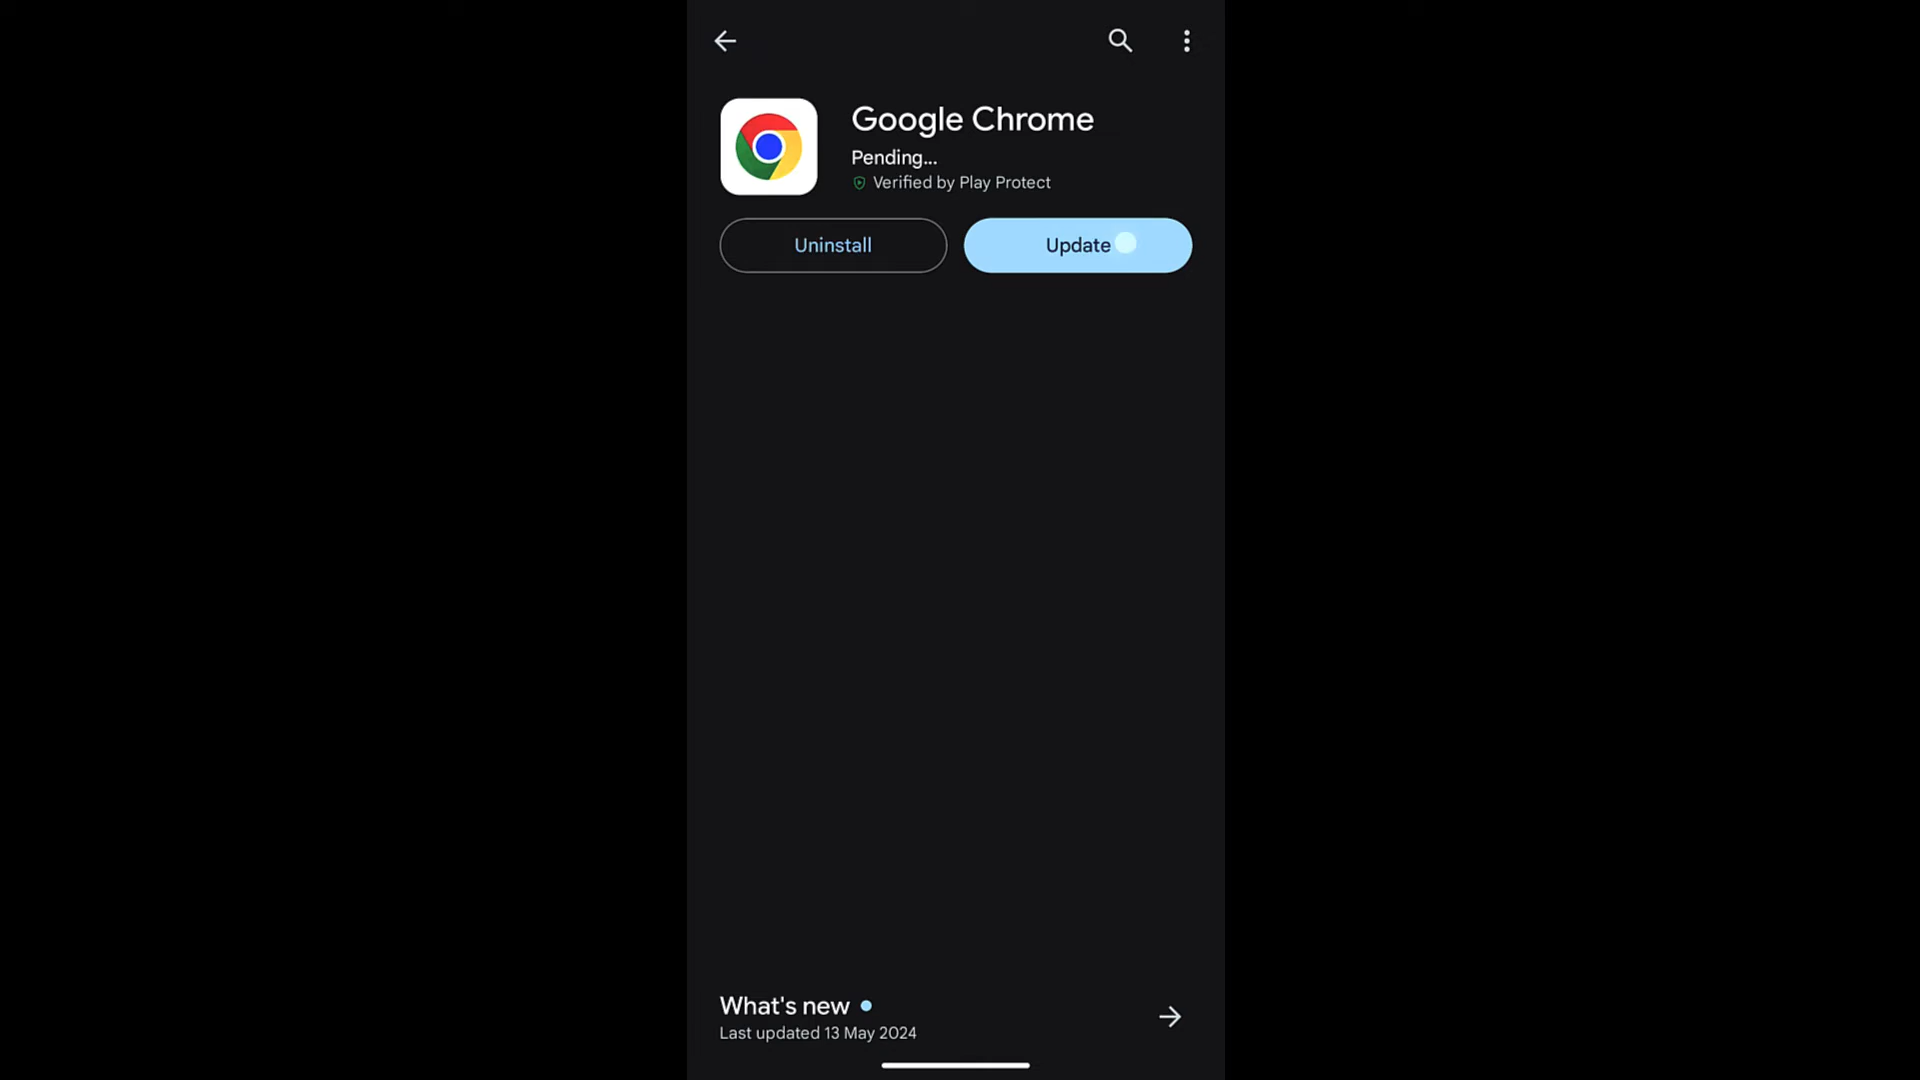 Google Chrome
Pending...
Verified by Play Protect
Uninstall
Update
What's new
Last updated 13 May 2024